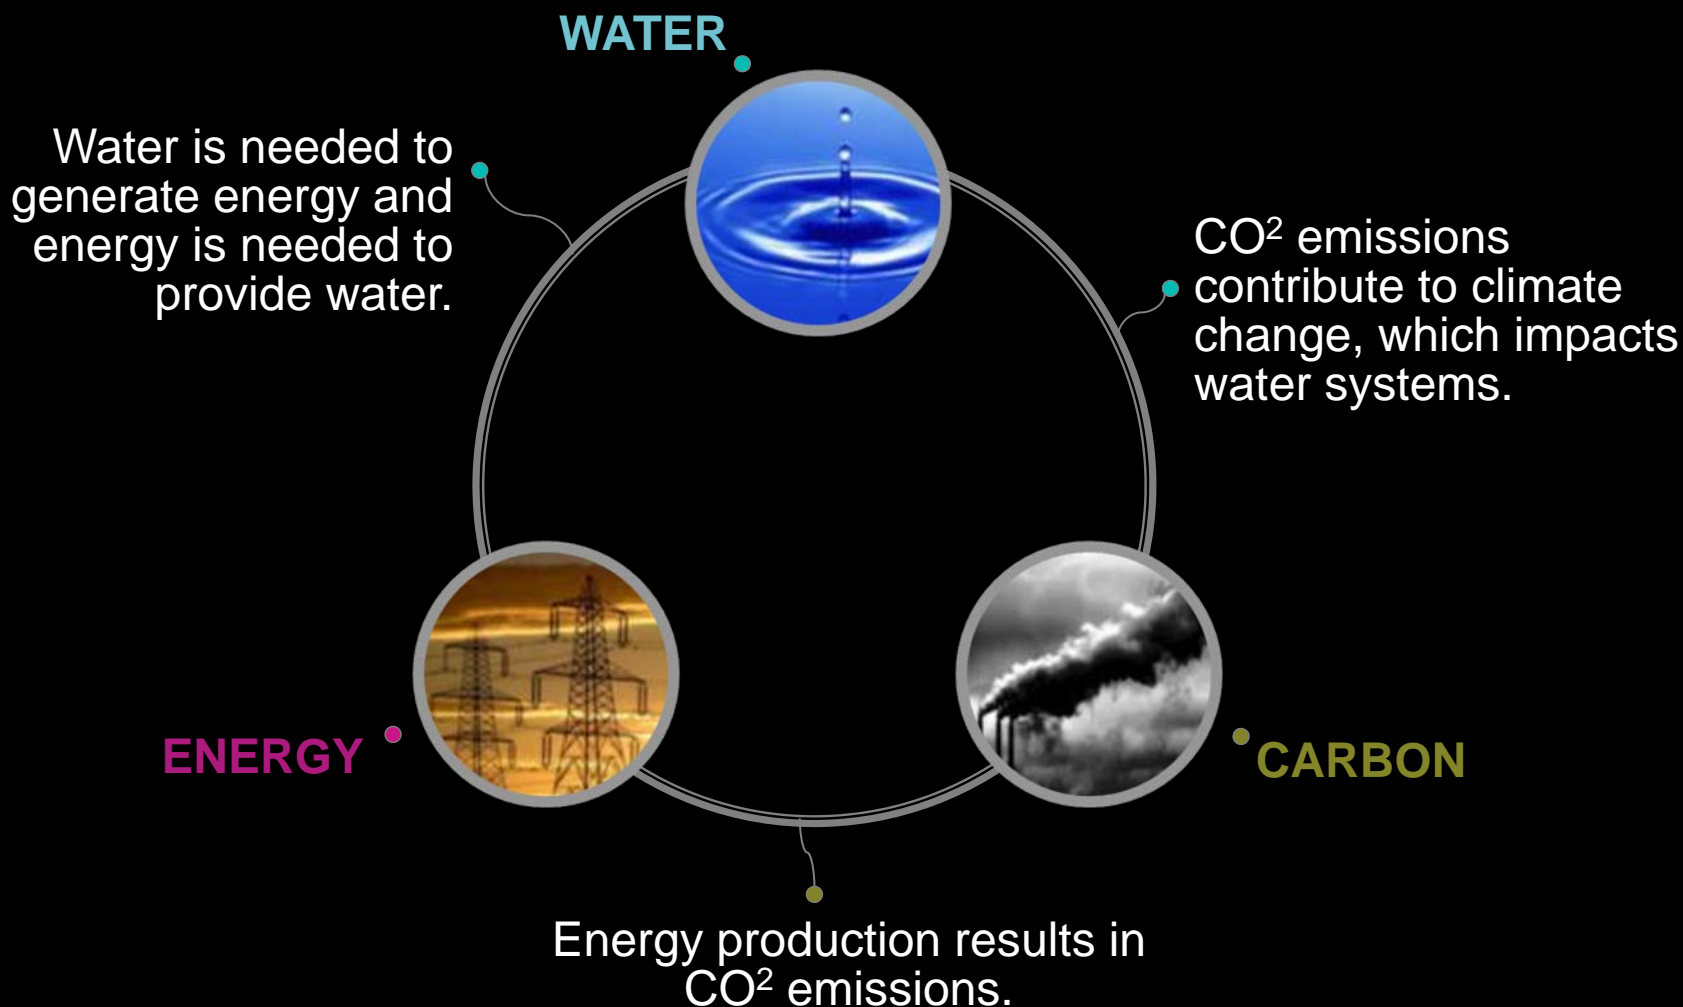 WATER
Water is needed to
generate energy and
energy is needed to
provide water.
CO² emissions
contribute to climate
change, which impacts
water systems.
ENERGY
CARBON
Energy production results in
CO² emissions.